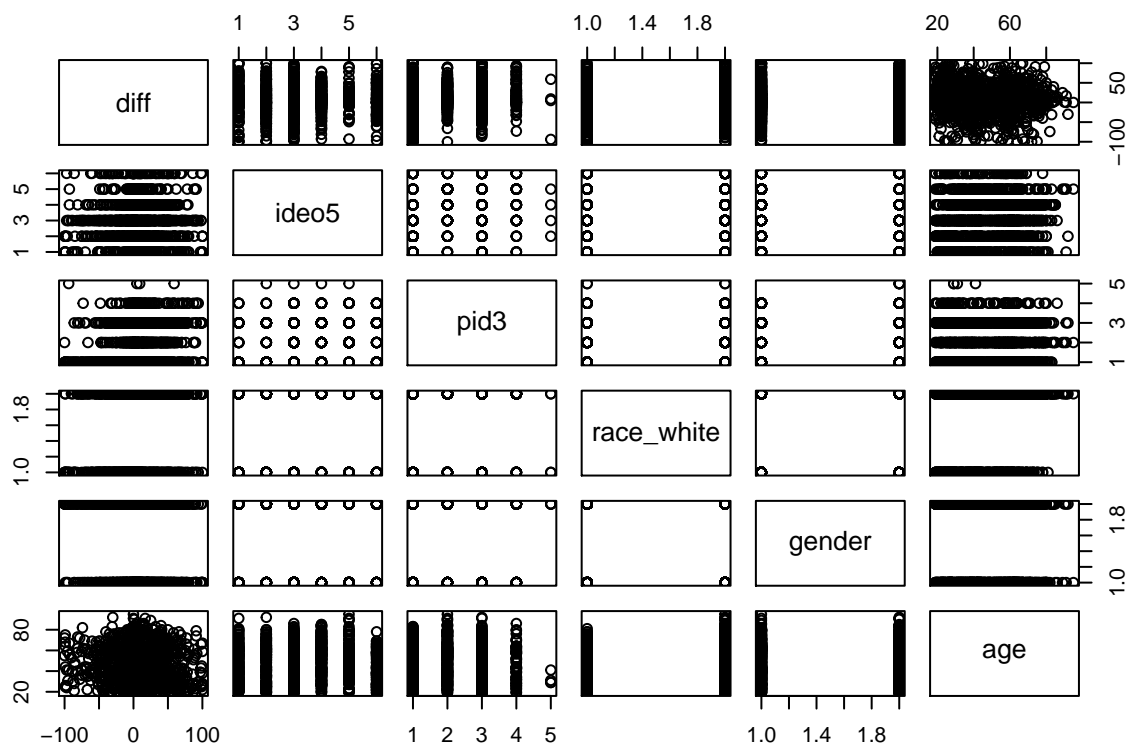 1 3 5 1.0 1.4 1.8 20 60
diff −100 50
1 3 5 ideo5
pid3 1 3 5
1.0 1.8 race_white
gender 1.0 1.8
20 80 age
−100 0 100 1 2 3 4 5 1.0 1.4 1.8